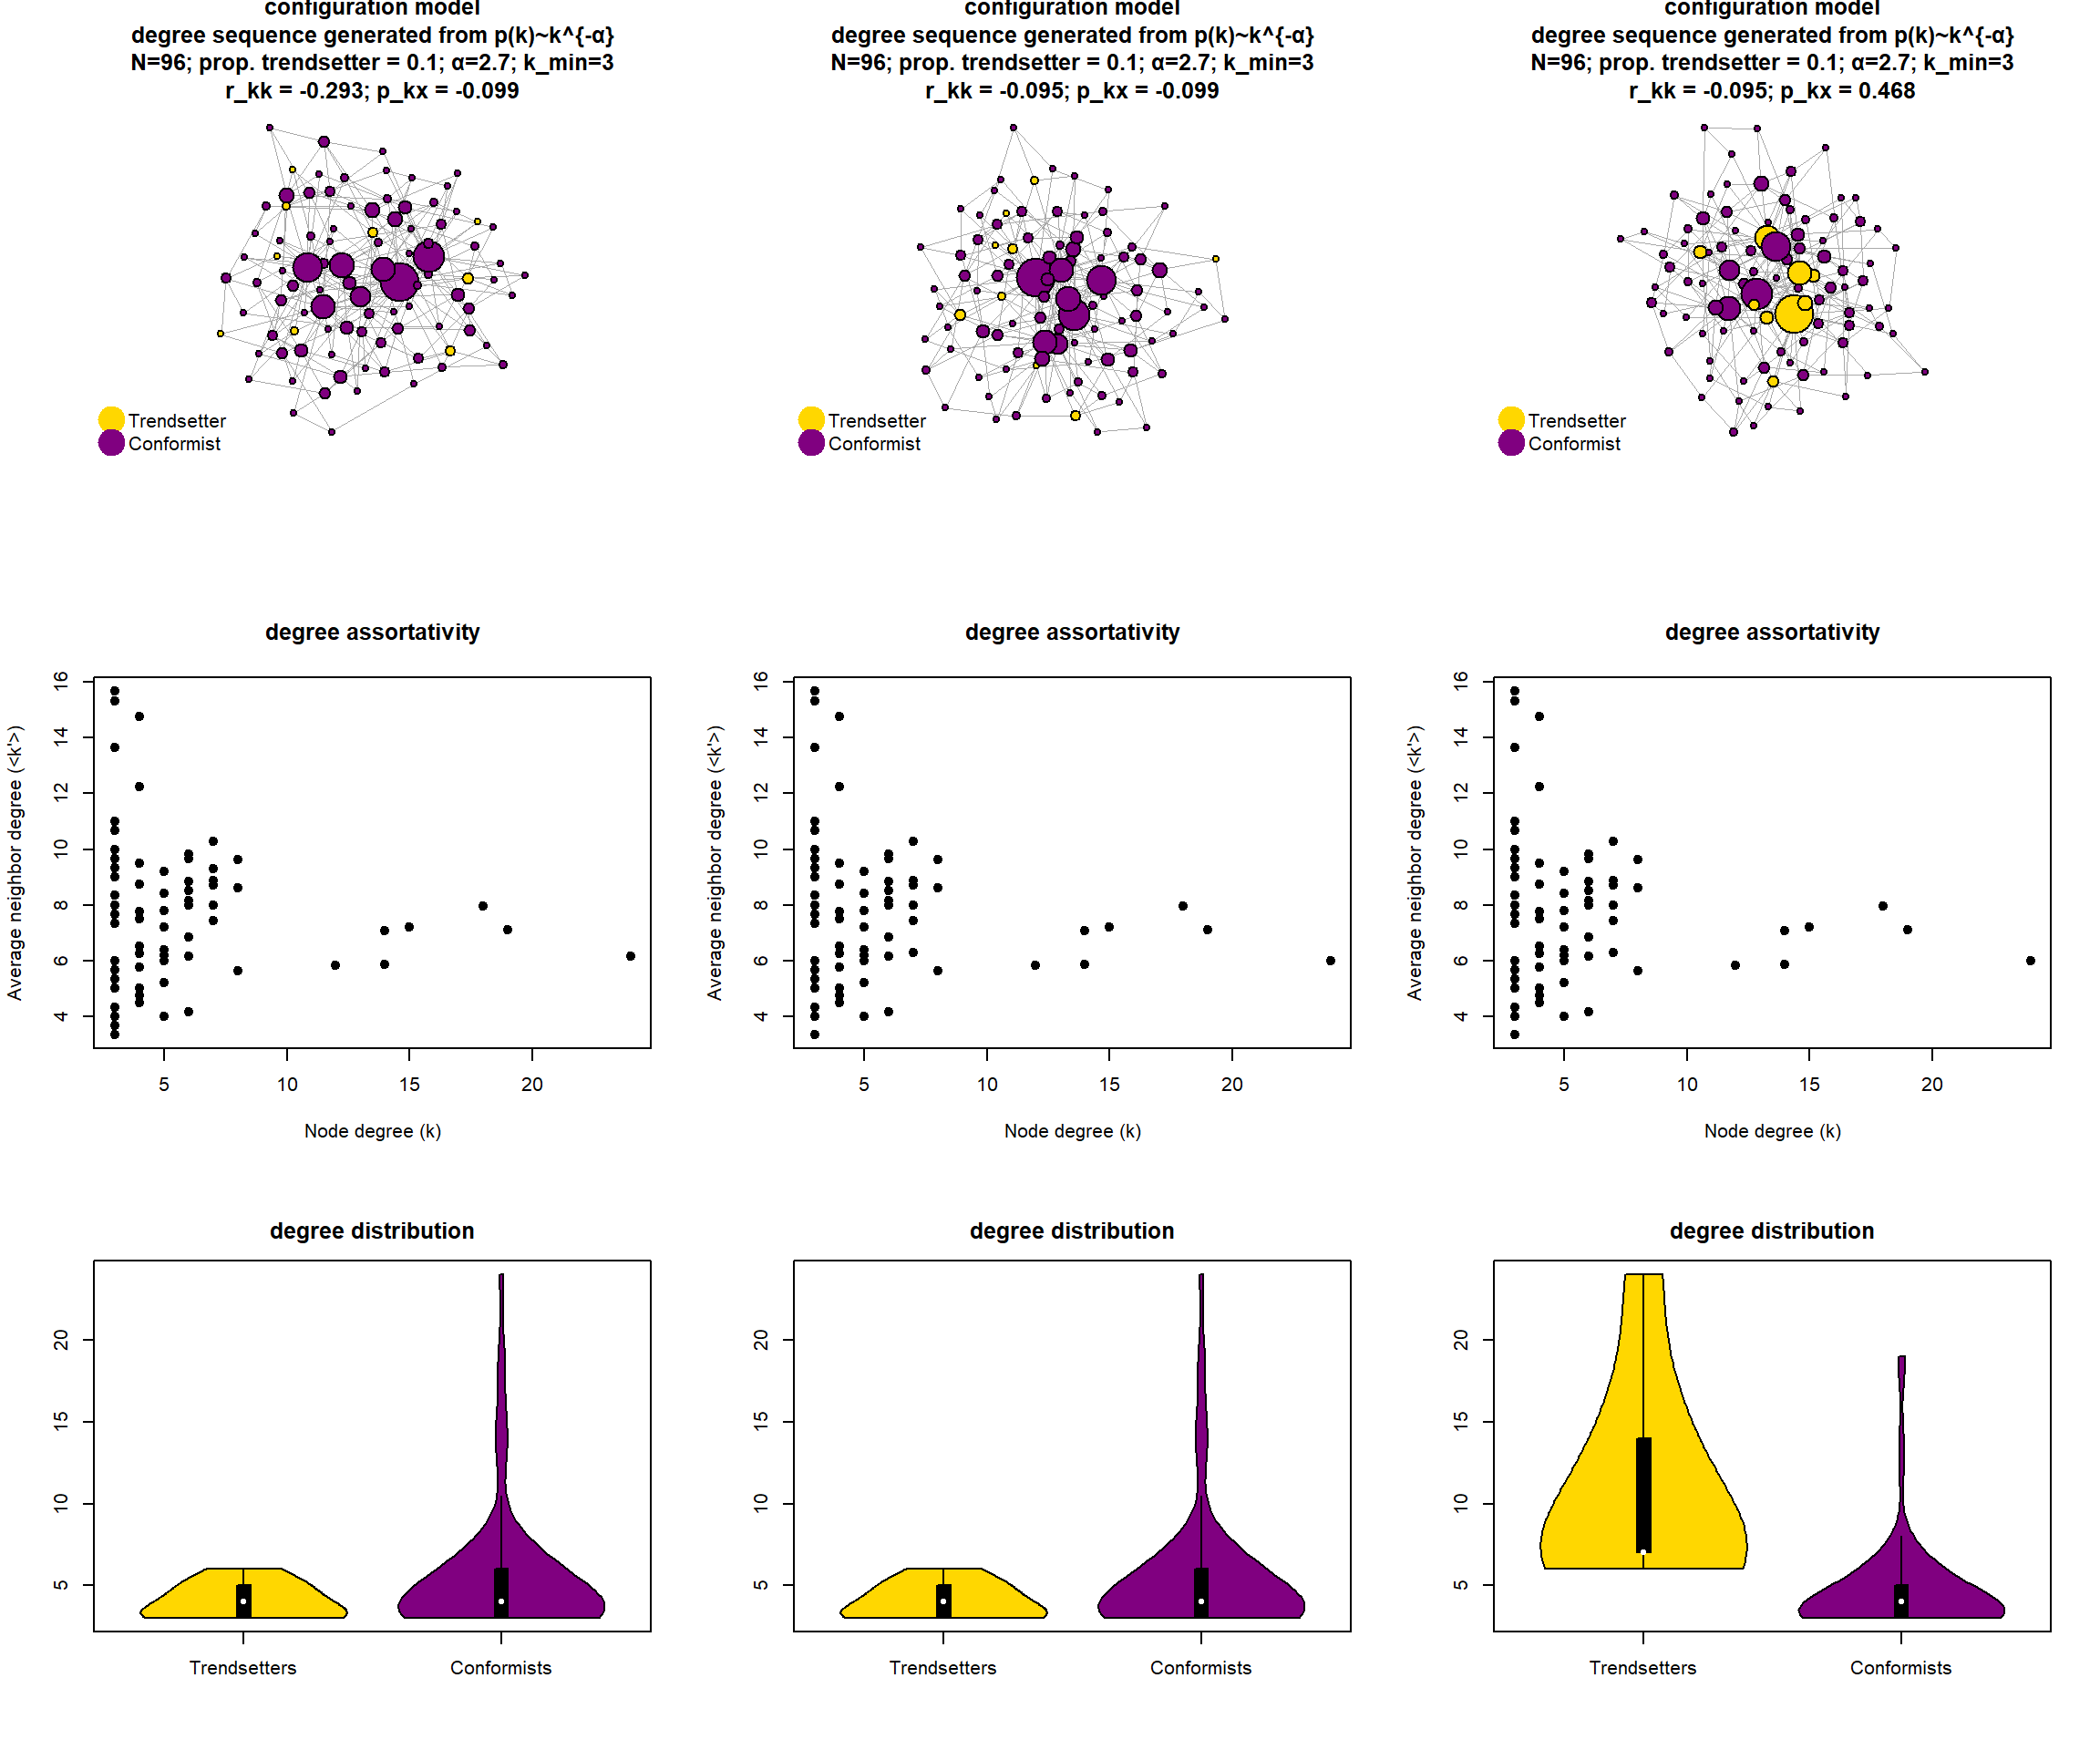 configuration model
degree sequence generated from p(k)~k^{-α}
N=96; prop. trendsetter = 0.1; α=2.7; k_min=3
r_kk = -0.293; p_kx = -0.099
Trendsetter
Conformist
configuration model
degree sequence generated from p(k)~k^{-α}
N=96; prop. trendsetter = 0.1; α=2.7; k_min=3
r_kk = -0.095; p_kx = -0.099
Trendsetter
Conformist
configuration model
degree sequence generated from p(k)~k^{-α}
N=96; prop. trendsetter = 0.1; α=2.7; k_min=3
r_kk = -0.095; p_kx = 0.468
Trendsetter
Conformist
degree assortativity
Average neighbor degree (<k'>)
16
14
12
10
8
6
4
5 10 15 20
Node degree (k)
degree assortativity
Average neighbor degree (<k'>)
16
14
12
10
8
6
4
5 10 15 20
Node degree (k)
degree assortativity
Average neighbor degree (<k'>)
16
14
12
10
8
6
4
5 10 15 20
Node degree (k)
degree distribution
20
15
10
5
Trendsetters Conformists
degree distribution
20
15
10
5
Trendsetters Conformists
degree distribution
20
15
10
5
Trendsetters Conformists